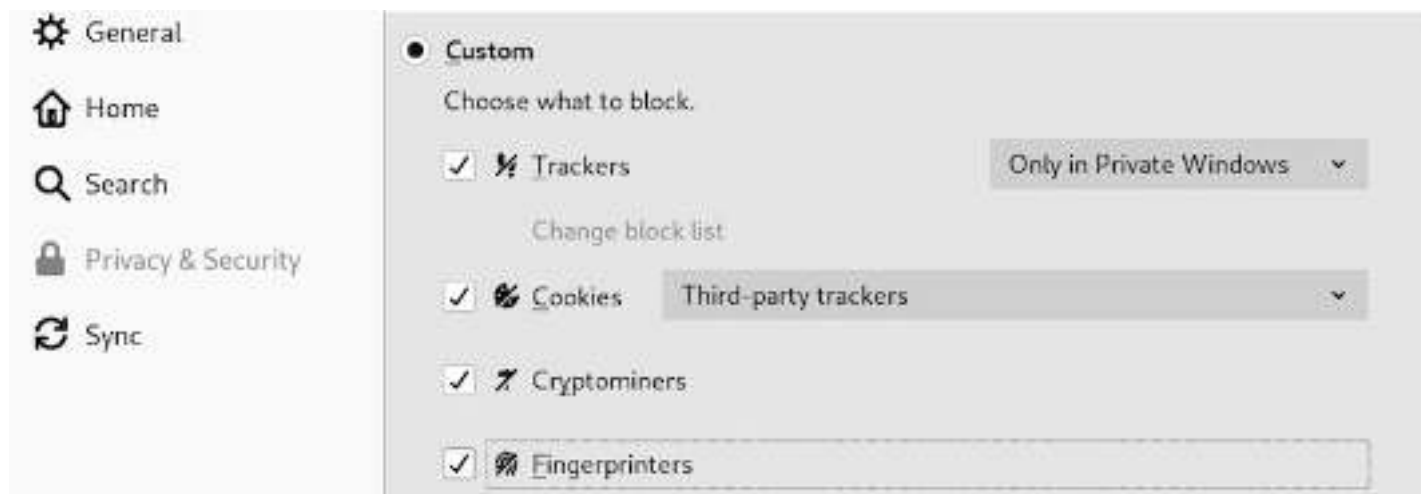 General
Home
Search
Privacy & Security
Sync
Custom
Choose what to block.
Trackers Only in Private Windows
Change block list
Cookies Third-party trackers
Cryptominers
Fingerprinters